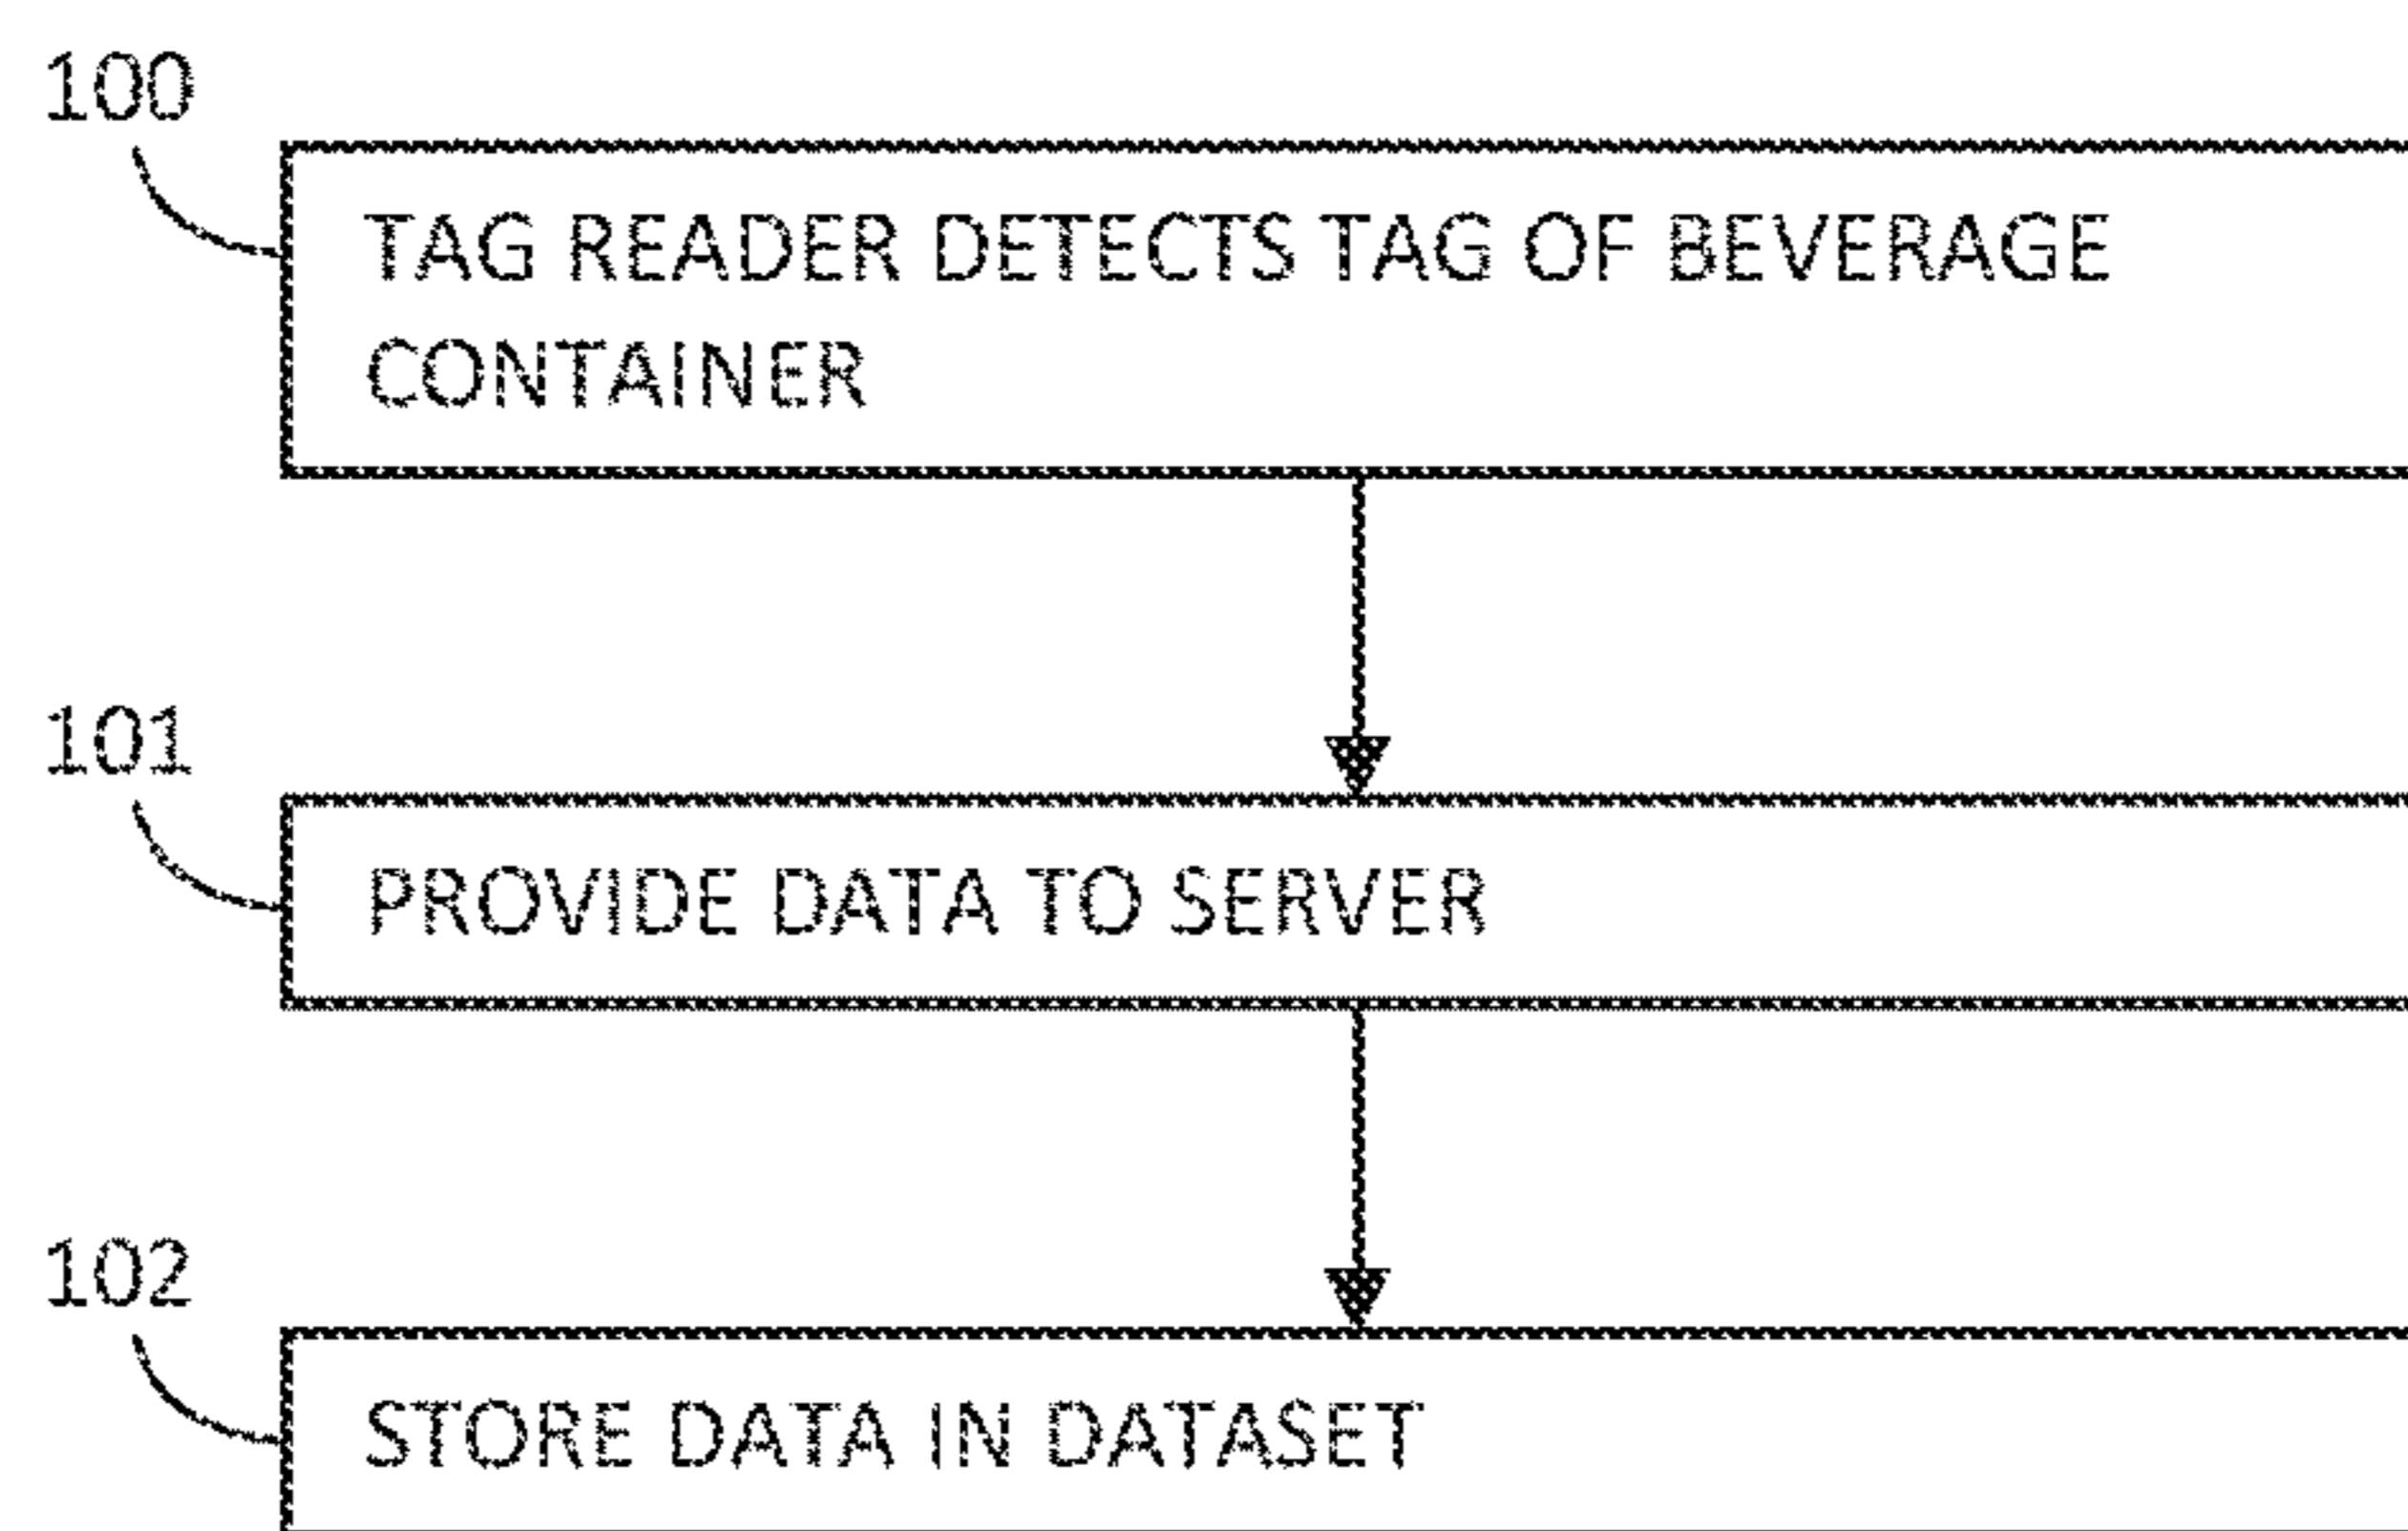 100
TAG READER DETECTS TAG OF BEVERAGE
CONTAINER
101
PROVIDE DATA TO SERVER
102
STORE DATA IN DATASET